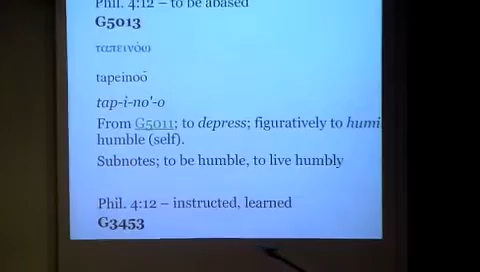 Phil. 4:12 – to be abased
G5013
ταπεινόω
tapeinoō
tap-i-no'-o
From G5011; to depress; figuratively to humi
humble (self).
Subnotes; to be humble, to live humbly
Phil. 4:12 – instructed, learned
G3453